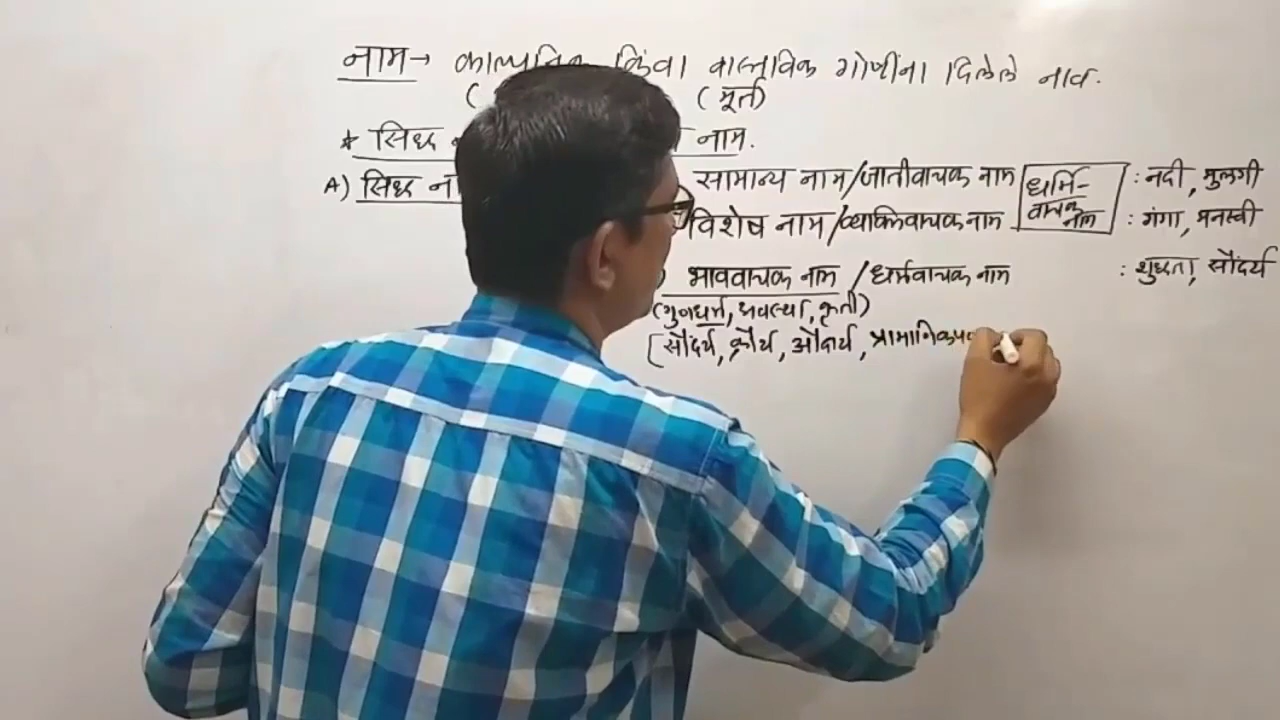 नाम → काल्पनिक किंवा वास्तविक गोष्टींना दिलेले नाव.
( (मूर्त)
* सिध्द नाम.
A) सिध्द सामान्य नाम/जातीवाचक नाम धर्मि- : नदी, मुलगी
विशेष नाम/व्यक्तिवाचक नाम वाचक नाम : गंगा, मनस्वी
भाववाचक नाम / धर्मवाचक नाम : शुध्दता, सौंदर्य
(गुणधर्म, अवस्था, कृती)
[सौंदर्य, क्रौर्य, औदार्य, प्रामानिकप